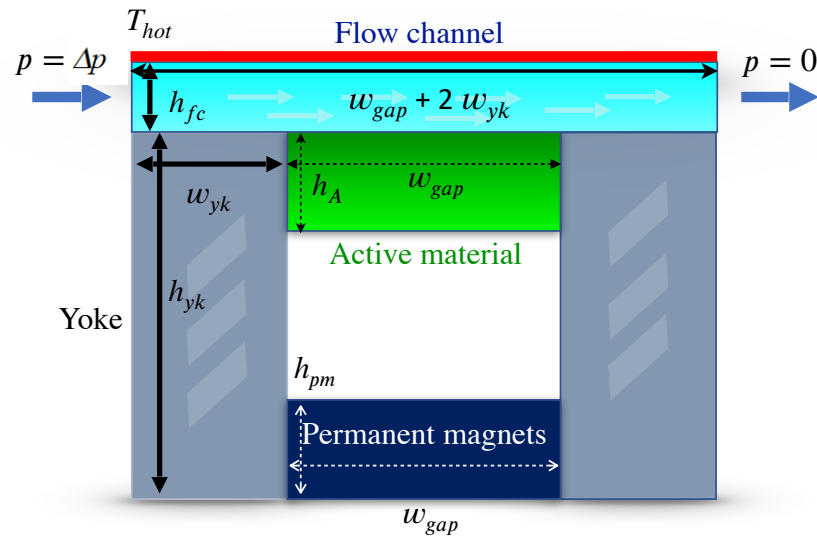 T_hot
Flow channel
p = Δp
p = 0
h_fc
w_gap + 2 w_yk
w_yk
h_A
w_gap
Active material
h_yk
Yoke
h_pm
Permanent magnets
w_gap